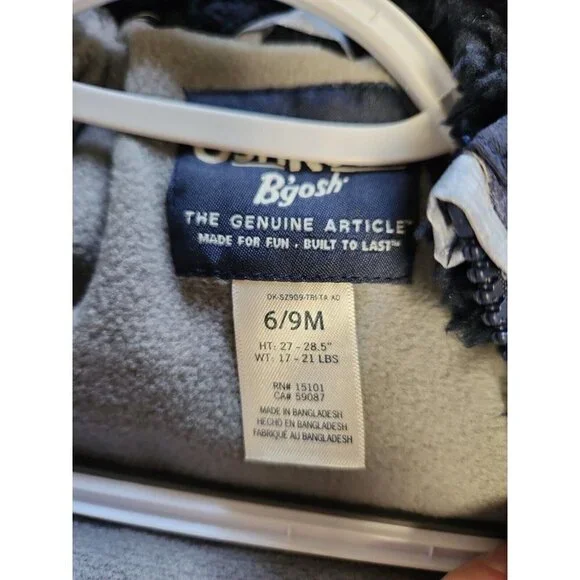 B'gosh
THE GENUINE ARTICLE™
MADE FOR FUN . BUILT TO LAST™
6/9M
HT: 27 - 28.5"
WT: 17 - 21 LBS
RN# 15101
CA# 59087
MADE IN BANGLADESH
HECHO EN BANGLADESH
FABRIQUÉ AU BANGLADESH